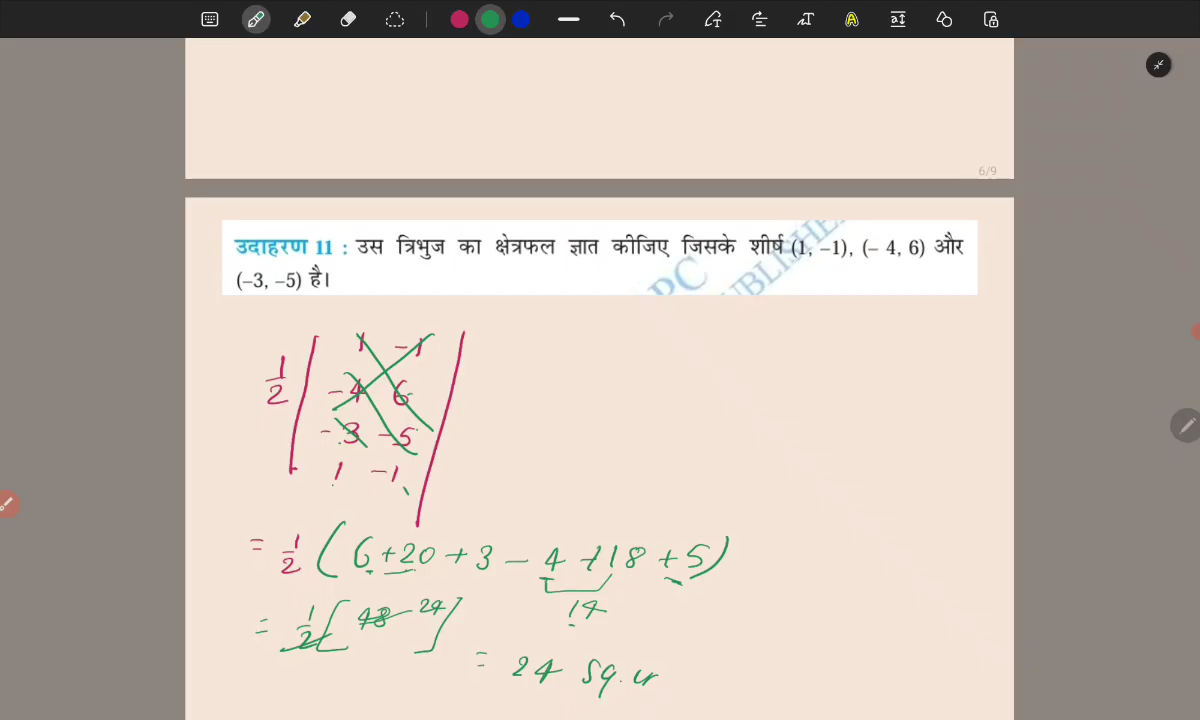 6/9
उदाहरण 11 : उस त्रिभुज का क्षेत्रफल ज्ञात कीजिए जिसके शीर्ष (1, –1), (– 4, 6) और
(–3, –5) है।
1/2 | 1 -1
-4 6
-3 -5
1 -1 |
= 1/2 (6+20+3-4+18+5)
14
= 1/2 [48 24]
= 24 sq.u